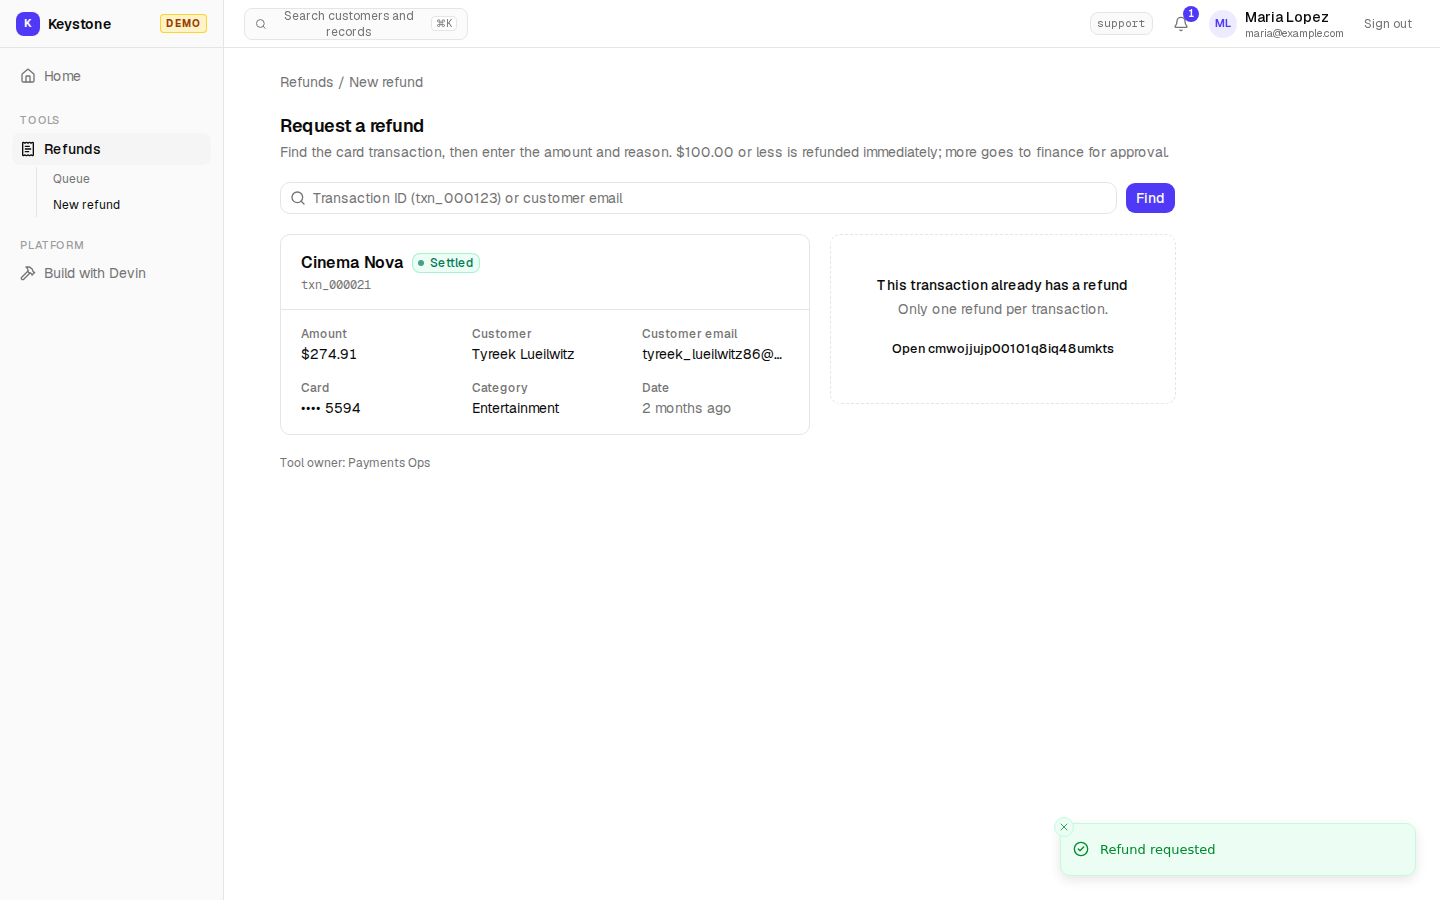 K Keystone DEMO
Search customers and records ⌘K
support
1
ML
Maria Lopez
maria@example.com
Sign out
Home
TOOLS
Refunds
Queue
New refund
PLATFORM
Build with Devin
Refunds / New refund
Request a refund
Find the card transaction, then enter the amount and reason. $100.00 or less is refunded immediately; more goes to finance for approval.
Transaction ID (txn_000123) or customer email
Find
Cinema Nova Settled
txn_000021
Amount Customer Customer email
$274.91 Tyreek Lueilwitz tyreek_lueilwitz86@…
Card Category Date
•••• 5594 Entertainment 2 months ago
This transaction already has a refund
Only one refund per transaction.
Open cmwojjujp00101q8iq48umkts
Tool owner: Payments Ops
Refund requested